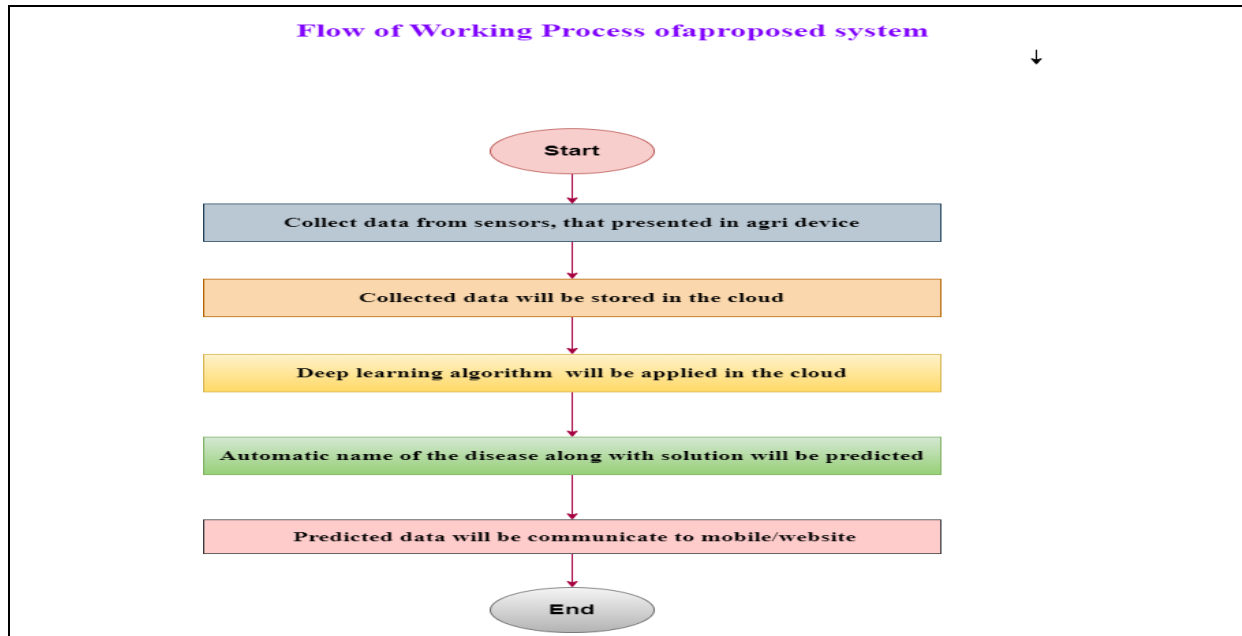 Flow of Working Process ofaproposed system
Start
Collect data from sensors, that presented in agri device
Collected data will be stored in the cloud
Deep learning algorithm will be applied in the cloud
Automatic name of the disease along with solution will be predicted
Predicted data will be communicate to mobile/website
End